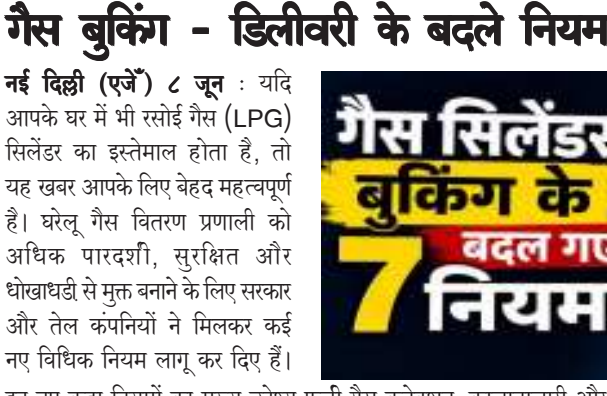 गैस बुकिंग - डिलीवरी के बदले नियम
नई दिल्ली (एजेँ) ८ जून : यदि
आपके घर में भी रसोई गैस (LPG)
सिलेंडर का इस्तेमाल होता है, तो
यह खबर आपके लिए बेहद महत्वपूर्ण
है। घरेलू गैस वितरण प्रणाली को
अधिक पारदर्शी, सुरक्षित और
धोखाधडी से मुक्त बनाने के लिए सरकार
और तेल कंपनियों ने मिलकर कई
नए विधिक नियम लागू कर दिए हैं।
गैस सिलेंडर
बुकिंग के
7 बदल गए
नियम